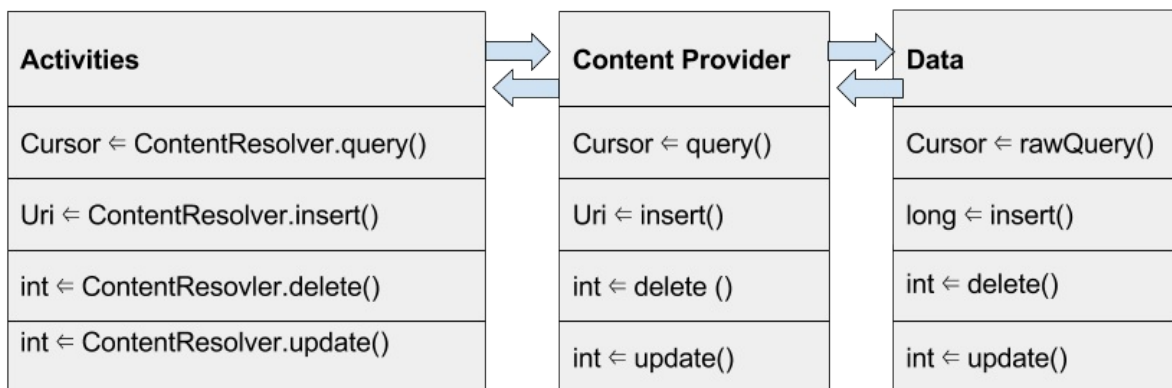 Activities
Content Provider
Data
Cursor ⇐ ContentResolver.query()
Cursor ⇐ query()
Cursor ⇐ rawQuery()
Uri ⇐ ContentResolver.insert()
Uri ⇐ insert()
long ⇐ insert()
int ⇐ ContentResovler.delete()
int ⇐ delete ()
int ⇐ delete()
int ⇐ ContentResolver.update()
int ⇐ update()
int ⇐ update()